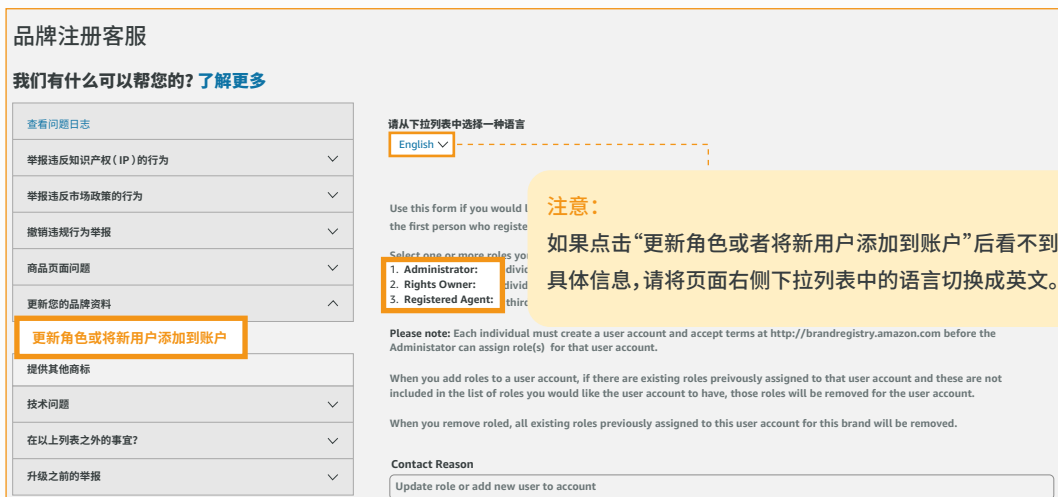 品牌注册客服
我们有什么可以帮您的? 了解更多
查看问题日志
举报违反知识产权（IP）的行为
举报违反市场政策的行为
撤销违规行为举报
商品页面问题
更新您的品牌资料
更新角色或将新用户添加到账户
提供其他商标
技术问题
在以上列表之外的事宜?
升级之前的举报
请从下拉列表中选择一种语言
English
Use this form if you would
the first person who registe
Select one or more roles yo
1. Administrator:
2. Rights Owner:
3. Registered Agent:
注意：
如果点击“更新角色或者将新用户添加到账户”后看不到
具体信息，请将页面右侧下拉列表中的语言切换成英文。
Please note: Each individual must create a user account and accept terms at http://brandregistry.amazon.com before the
Administator can assign role(s) for that user account.
When you add roles to a user account, if there are existing roles preivously assigned to that user account and these are not
included in the list of roles you would like the user account to have, those roles will be removed for the user account.
When you remove roled, all existing roles previously assigned to this user account for this brand will be removed.
Contact Reason
Update role or add new user to account